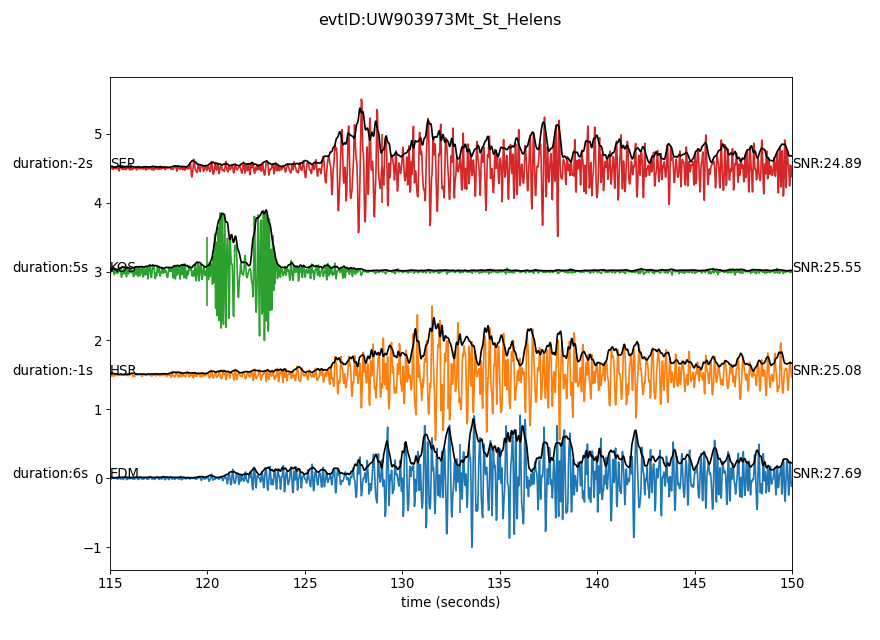 evtID:UW903973Mt_St_Helens
5
duration:-2s SEP SNR:24.89
4
duration:5s KOS SNR:25.55
3
2
duration:-1s HSR SNR:25.08
1
duration:6s EDM SNR:27.69
0
−1
115 120 125 130 135 140 145 150
time (seconds)